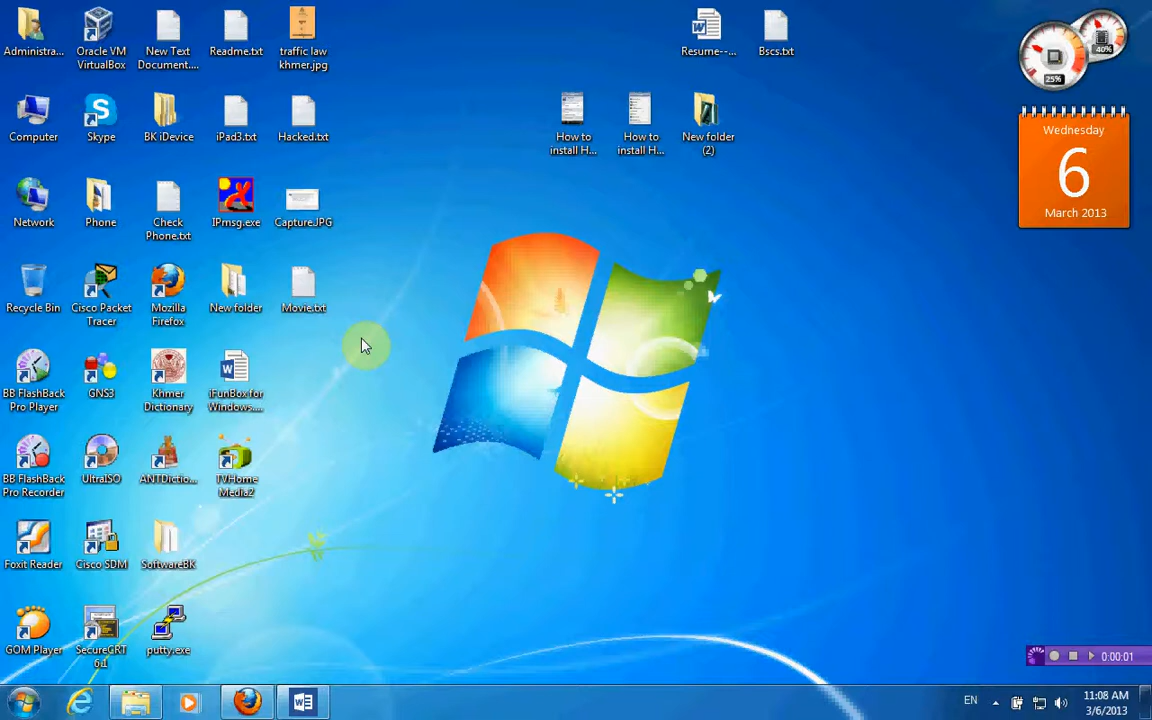 Administra...
Oracle VM
VirtualBox
New Text
Document....
Readme.txt
traffic law
khmer.jpg
Resume--...
Bscs.txt
40%
25%
Computer
Skype
BK iDevice
iPad3.txt
Hacked.txt
How to
install H...
How to
install H...
New folder
(2)
Wednesday
6
March 2013
Network
Phone
Check
Phone.txt
IPmsg.exe
Capture.JPG
Recycle Bin
Cisco Packet
Tracer
Mozilla
Firefox
New folder
Movie.txt
BB FlashBack
Pro Player
GNS3
Khmer
Dictionary
iFunBox for
Windows....
BB FlashBack
Pro Recorder
UltraISO
ANTDictio...
TVHome
Media2
Foxit Reader
Cisco SDM
SoftwareBK
GOM Player
SecureCRT
6.1
putty.exe
0:00:01
EN
11:08 AM
3/6/2013